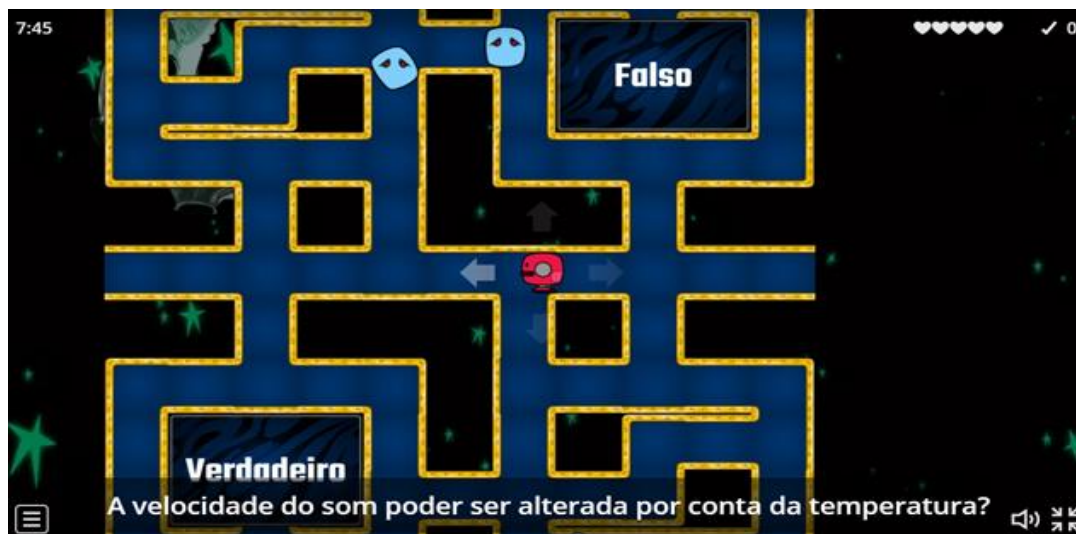 7:45
✓ 0
Falso
Verdadeiro
A velocidade do som poder ser alterada por conta da temperatura?